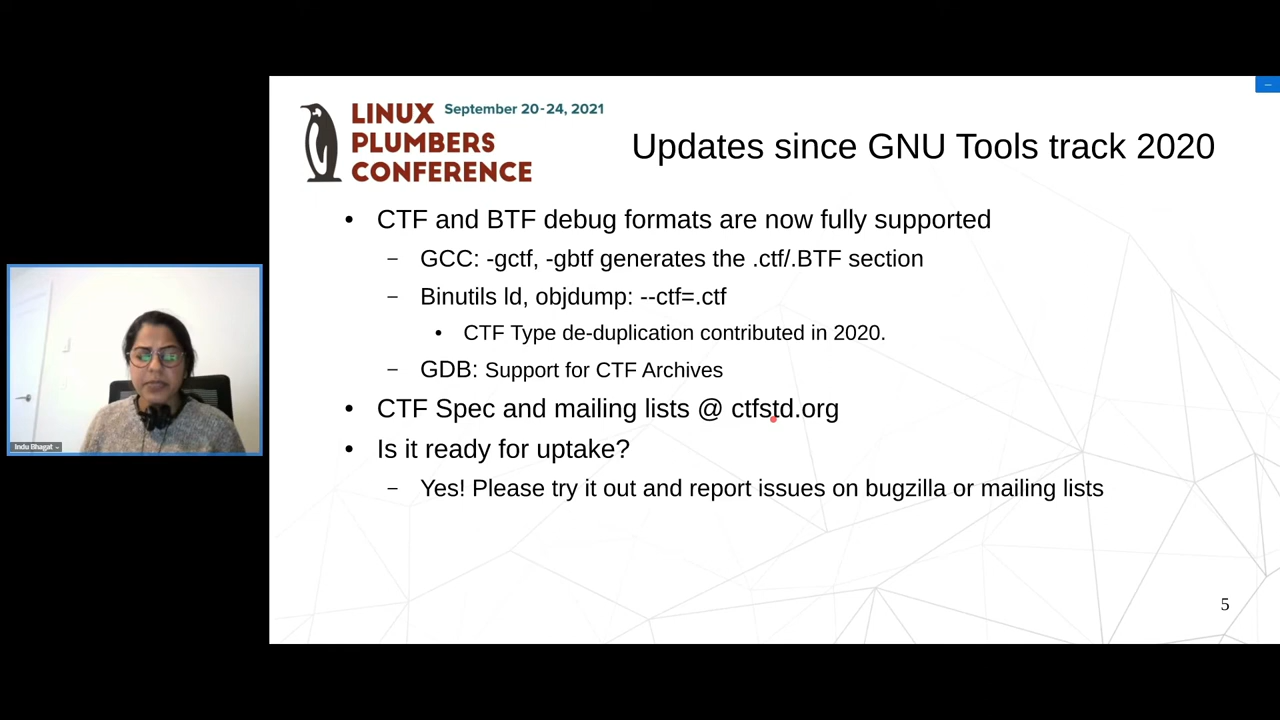 LINUX September 20-24, 2021
PLUMBERS
CONFERENCE
Updates since GNU Tools track 2020
• CTF and BTF debug formats are now fully supported
– GCC: -gctf, -gbtf generates the .ctf/.BTF section
– Binutils ld, objdump: --ctf=.ctf
• CTF Type de-duplication contributed in 2020.
– GDB: Support for CTF Archives
• CTF Spec and mailing lists @ ctfstd.org
• Is it ready for uptake?
– Yes! Please try it out and report issues on bugzilla or mailing lists
5
Indu Bhagat